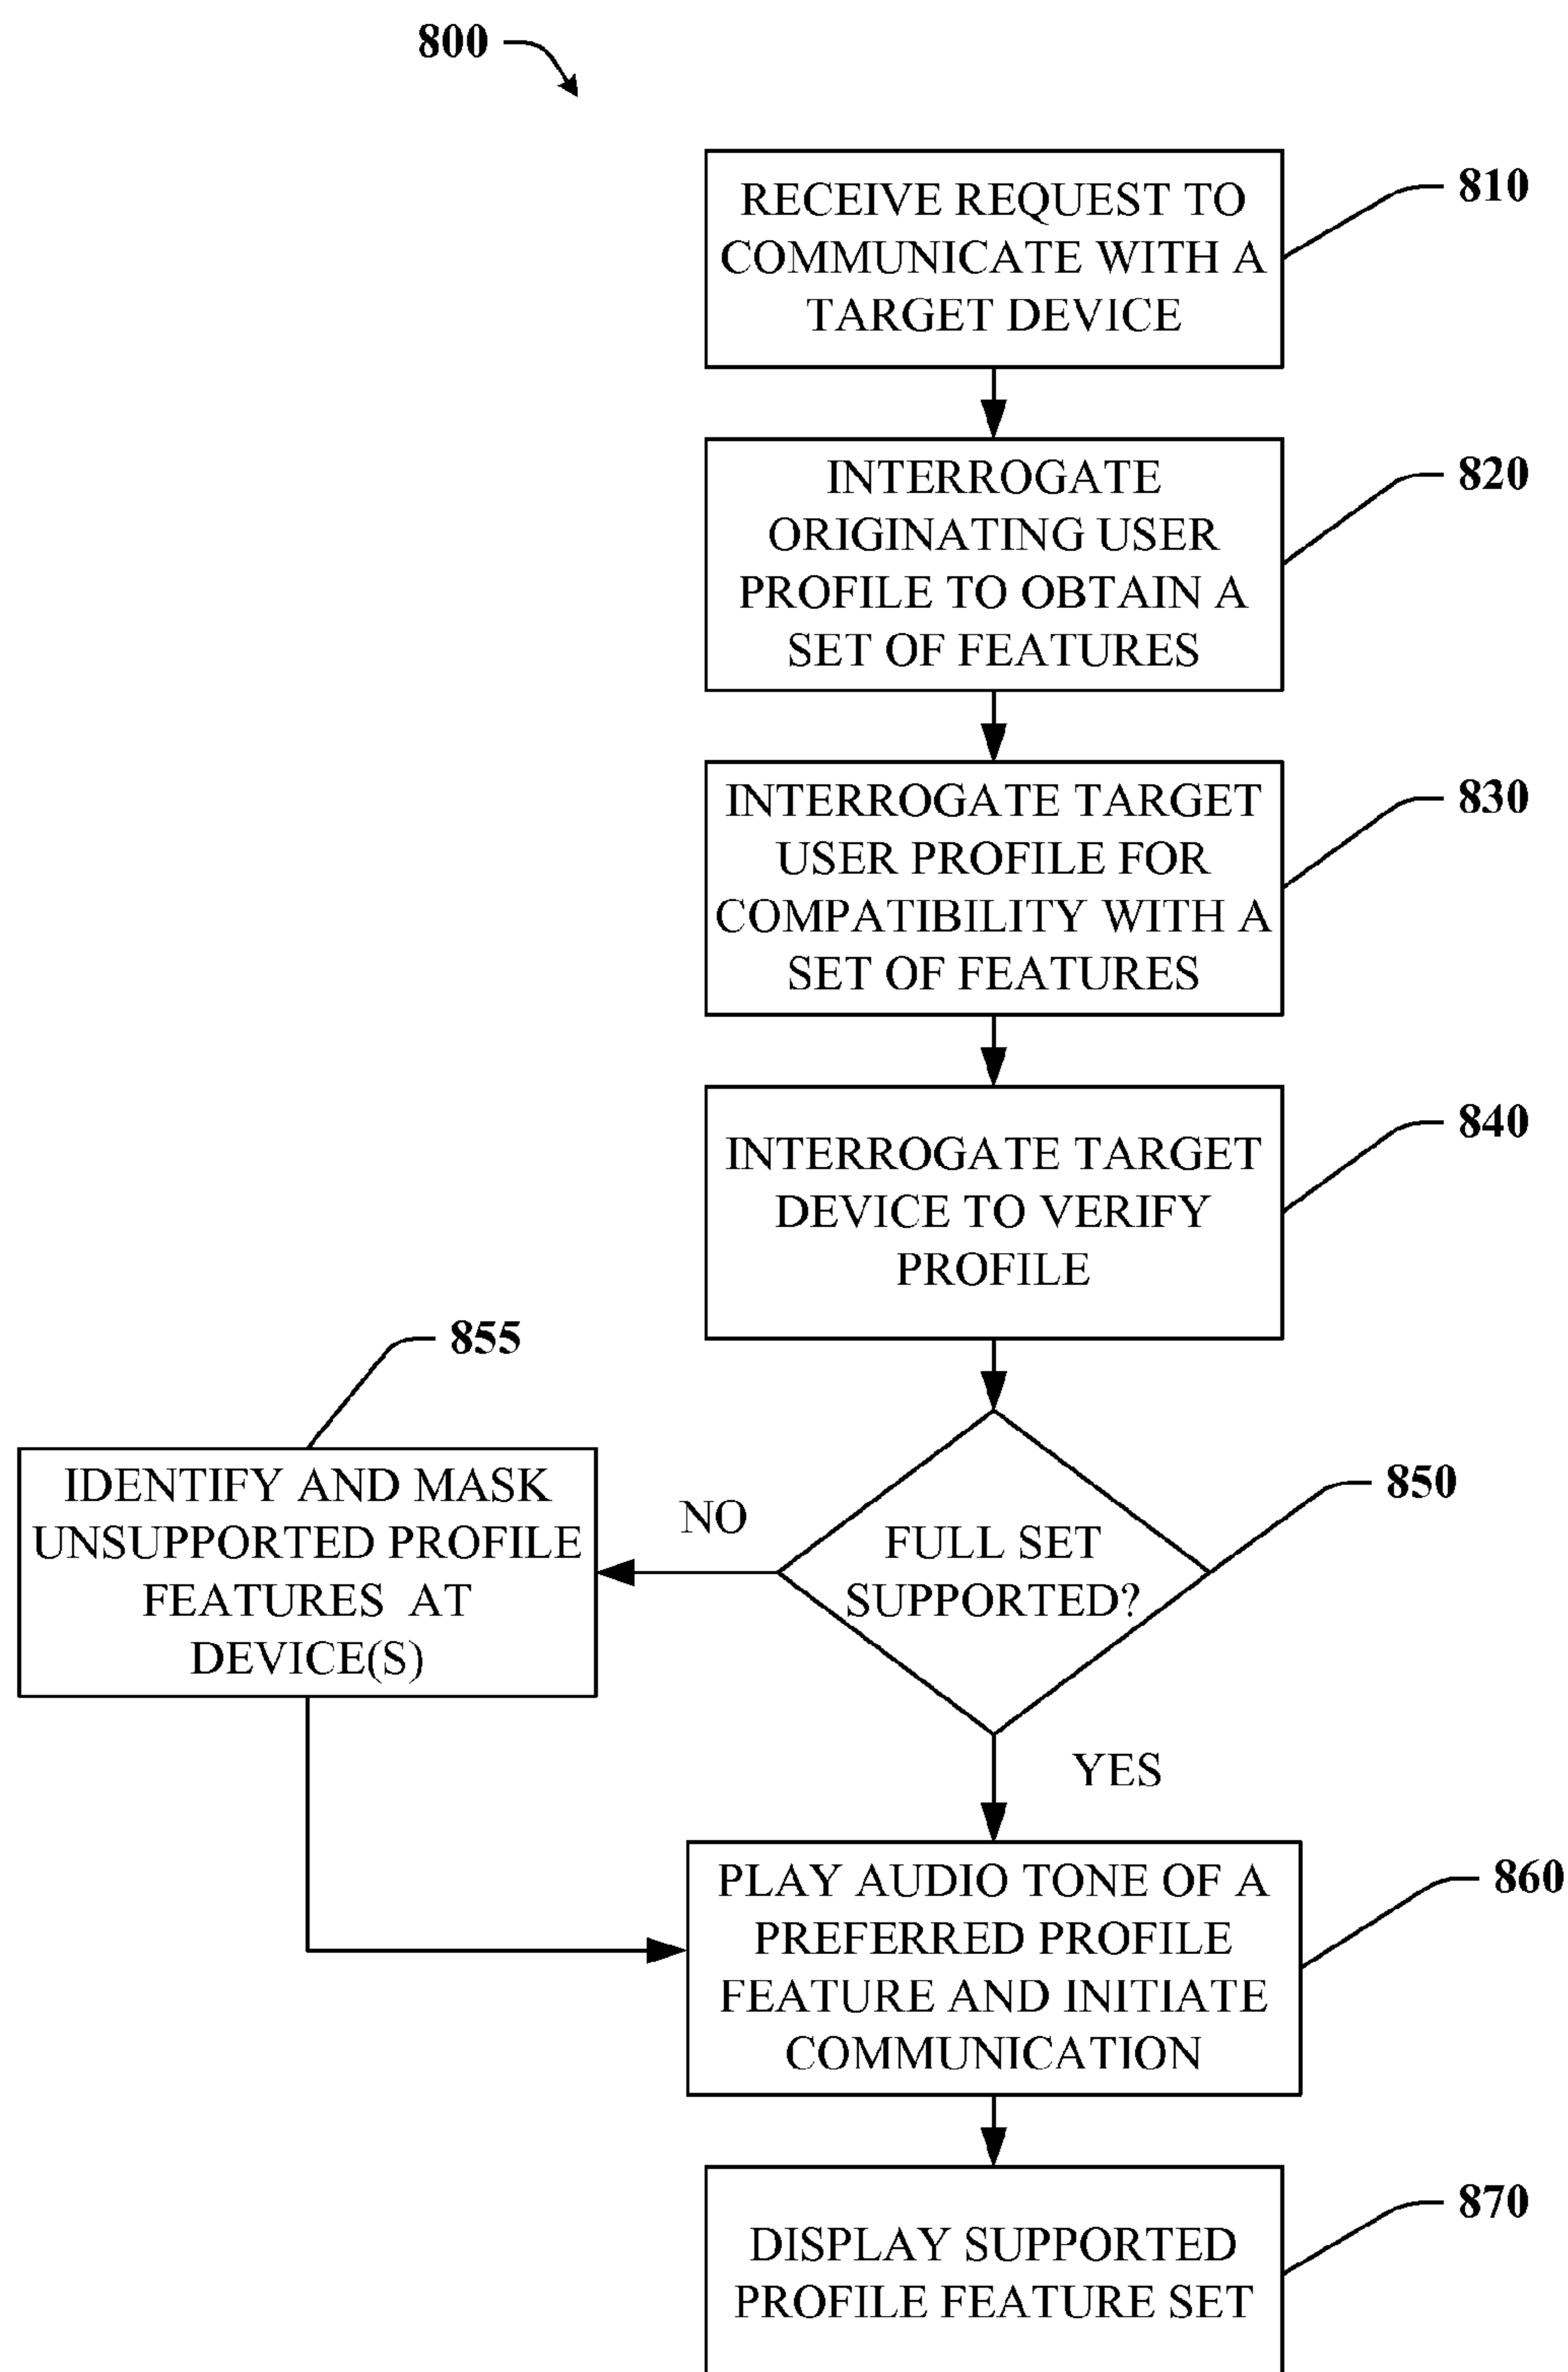 800
RECEIVE REQUEST TO
COMMUNICATE WITH A
TARGET DEVICE
810
INTERROGATE
ORIGINATING USER
PROFILE TO OBTAIN A
SET OF FEATURES
820
INTERROGATE TARGET
USER PROFILE FOR
COMPATIBILITY WITH A
SET OF FEATURES
830
INTERROGATE TARGET
DEVICE TO VERIFY
PROFILE
840
FULL SET
SUPPORTED?
850
NO
IDENTIFY AND MASK
UNSUPPORTED PROFILE
FEATURES AT
DEVICE(S)
855
YES
PLAY AUDIO TONE OF A
PREFERRED PROFILE
FEATURE AND INITIATE
COMMUNICATION
860
DISPLAY SUPPORTED
PROFILE FEATURE SET
870